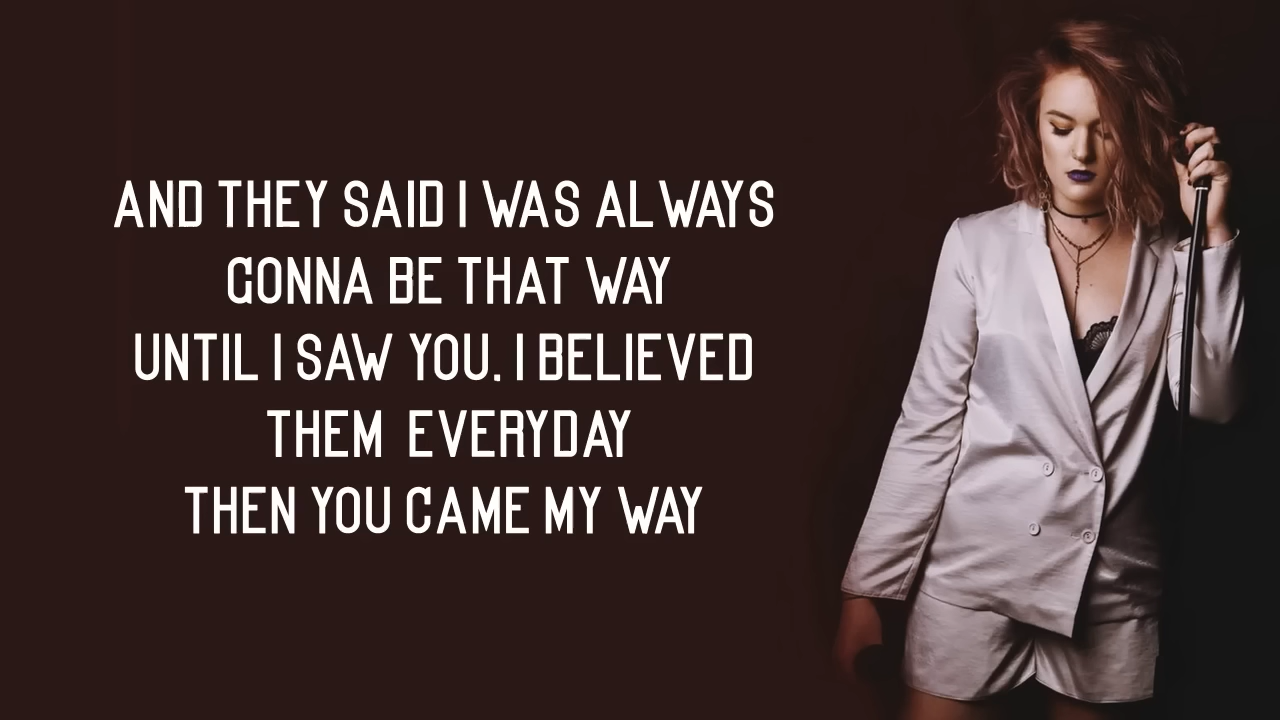 AND THEY SAID I WAS ALWAYS
GONNA BE THAT WAY
UNTIL I SAW YOU, I BELIEVED
THEM EVERYDAY
THEN YOU CAME MY WAY